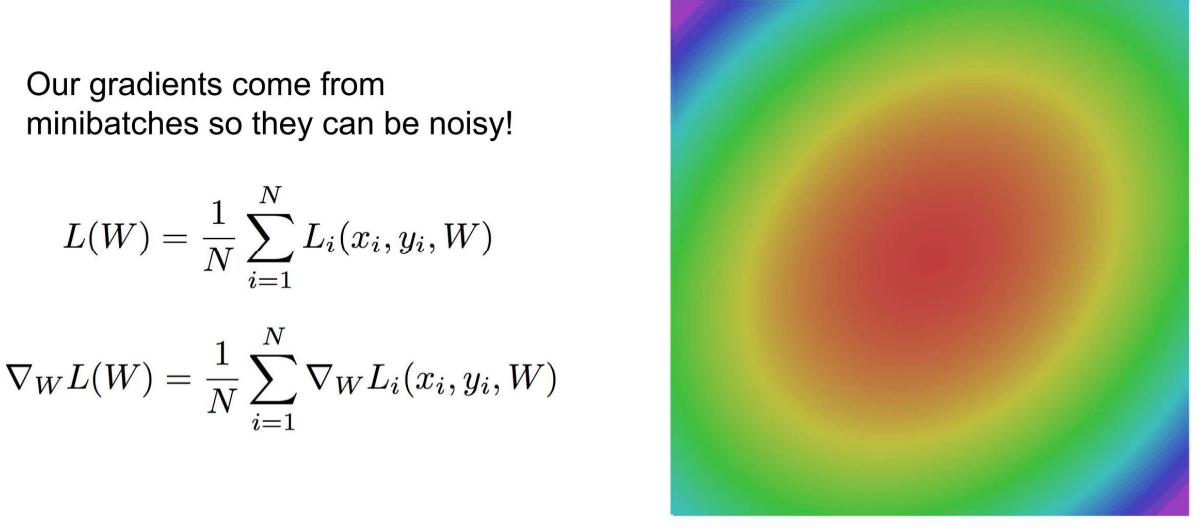 Our gradients come from
minibatches so they can be noisy!
L(W) = \frac{1}{N} \sum_{i=1}^{N} L_i(x_i, y_i, W)
\nabla_W L(W) = \frac{1}{N} \sum_{i=1}^{N} \nabla_W L_i(x_i, y_i, W)